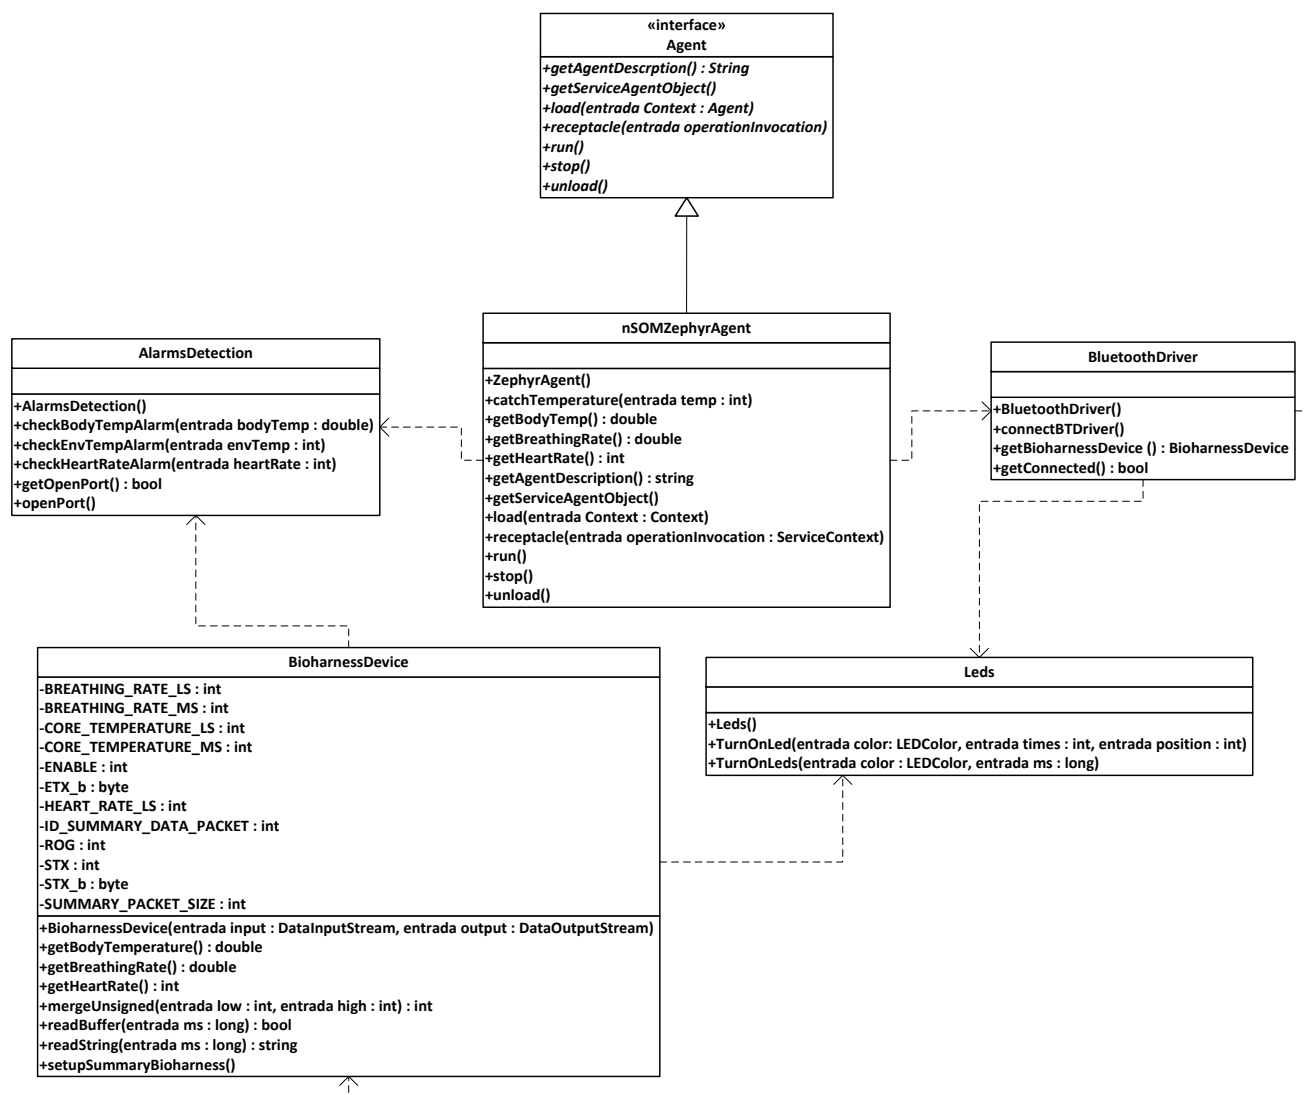 «interface»
Agent
+getAgentDescrption() : String
+getServiceAgentObject()
+load(entrada Context : Agent)
+receptacle(entrada operationInvocation)
+run()
+stop()
+unload()
nSOMZephyrAgent
+ZephyrAgent()
+catchTemperature(entrada temp : int)
+getBodyTemp() : double
+getBreathingRate() : double
+getHeartRate() : int
+getAgentDescription() : string
+getServiceAgentObject()
+load(entrada Context : Context)
+receptacle(entrada operationInvocation : ServiceContext)
+run()
+stop()
+unload()
AlarmsDetection
+AlarmsDetection()
+checkBodyTempAlarm(entrada bodyTemp : double)
+checkEnvTempAlarm(entrada envTemp : int)
+checkHeartRateAlarm(entrada heartRate : int)
+getOpenPort() : bool
+openPort()
BluetoothDriver
+BluetoothDriver()
+connectBTDriver()
+getBioharnessDevice () : BioharnessDevice
+getConnected() : bool
BioharnessDevice
-BREATHING_RATE_LS : int
-BREATHING_RATE_MS : int
-CORE_TEMPERATURE_LS : int
-CORE_TEMPERATURE_MS : int
-ENABLE : int
-ETX_b : byte
-HEART_RATE_LS : int
-ID_SUMMARY_DATA_PACKET : int
-ROG : int
-STX : int
-STX_b : byte
-SUMMARY_PACKET_SIZE : int
+BioharnessDevice(entrada input : DataInputStream, entrada output : DataOutputStream)
+getBodyTemperature() : double
+getBreathingRate() : double
+getHeartRate() : int
+mergeUnsigned(entrada low : int, entrada high : int) : int
+readBuffer(entrada ms : long) : bool
+readString(entrada ms : long) : string
+setupSummaryBioharness()
Leds
+Leds()
+TurnOnLed(entrada color: LEDColor, entrada times : int, entrada position : int)
+TurnOnLeds(entrada color : LEDColor, entrada ms : long)